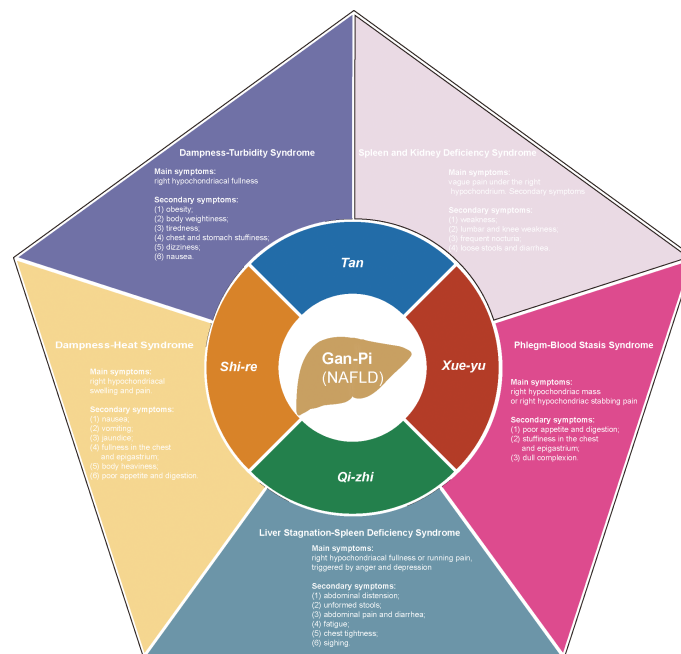 Dampness-Turbidity Syndrome
Main symptoms:
right hypochondriacal fullness
Secondary symptoms:
(1) obesity;
(2) body weightiness;
(3) tiredness;
(4) chest and stomach stuffiness;
(5) dizziness;
(6) nausea.
Spleen and Kidney Deficiency Syndrome
Main symptoms:
vague pain under the right
hypochondrium. Secondary symptoms
Secondary symptoms:
(1) weakness;
(2) lumbar and knee weakness;
(3) frequent nocturia;
(4) loose stools and diarrhea.
Tan
Shi-re
Gan-Pi
(NAFLD)
Xue-yu
Qi-zhi
Dampness-Heat Syndrome
Main symptoms:
right hypochondriacal
swelling and pain.
Secondary symptoms:
(1) nausea;
(2) vomiting;
(3) jaundice;
(4) fullness in the chest
and epigastrium;
(5) body heaviness;
(6) poor appetite and digestion.
Phlegm-Blood Stasis Syndrome
Main symptoms:
right hypochondriac mass
or right hypochondriac stabbing pain
Secondary symptoms:
(1) poor appetite and digestion;
(2) stuffiness in the chest
and epigastrium;
(3) dull complexion.
Liver Stagnation-Spleen Deficiency Syndrome
Main symptoms:
right hypochondriacal fullness or running pain,
triggered by anger and depression
Secondary symptoms:
(1) abdominal distension;
(2) unformed stools;
(3) abdominal pain and diarrhea;
(4) fatigue;
(5) chest tightness;
(6) sighing.